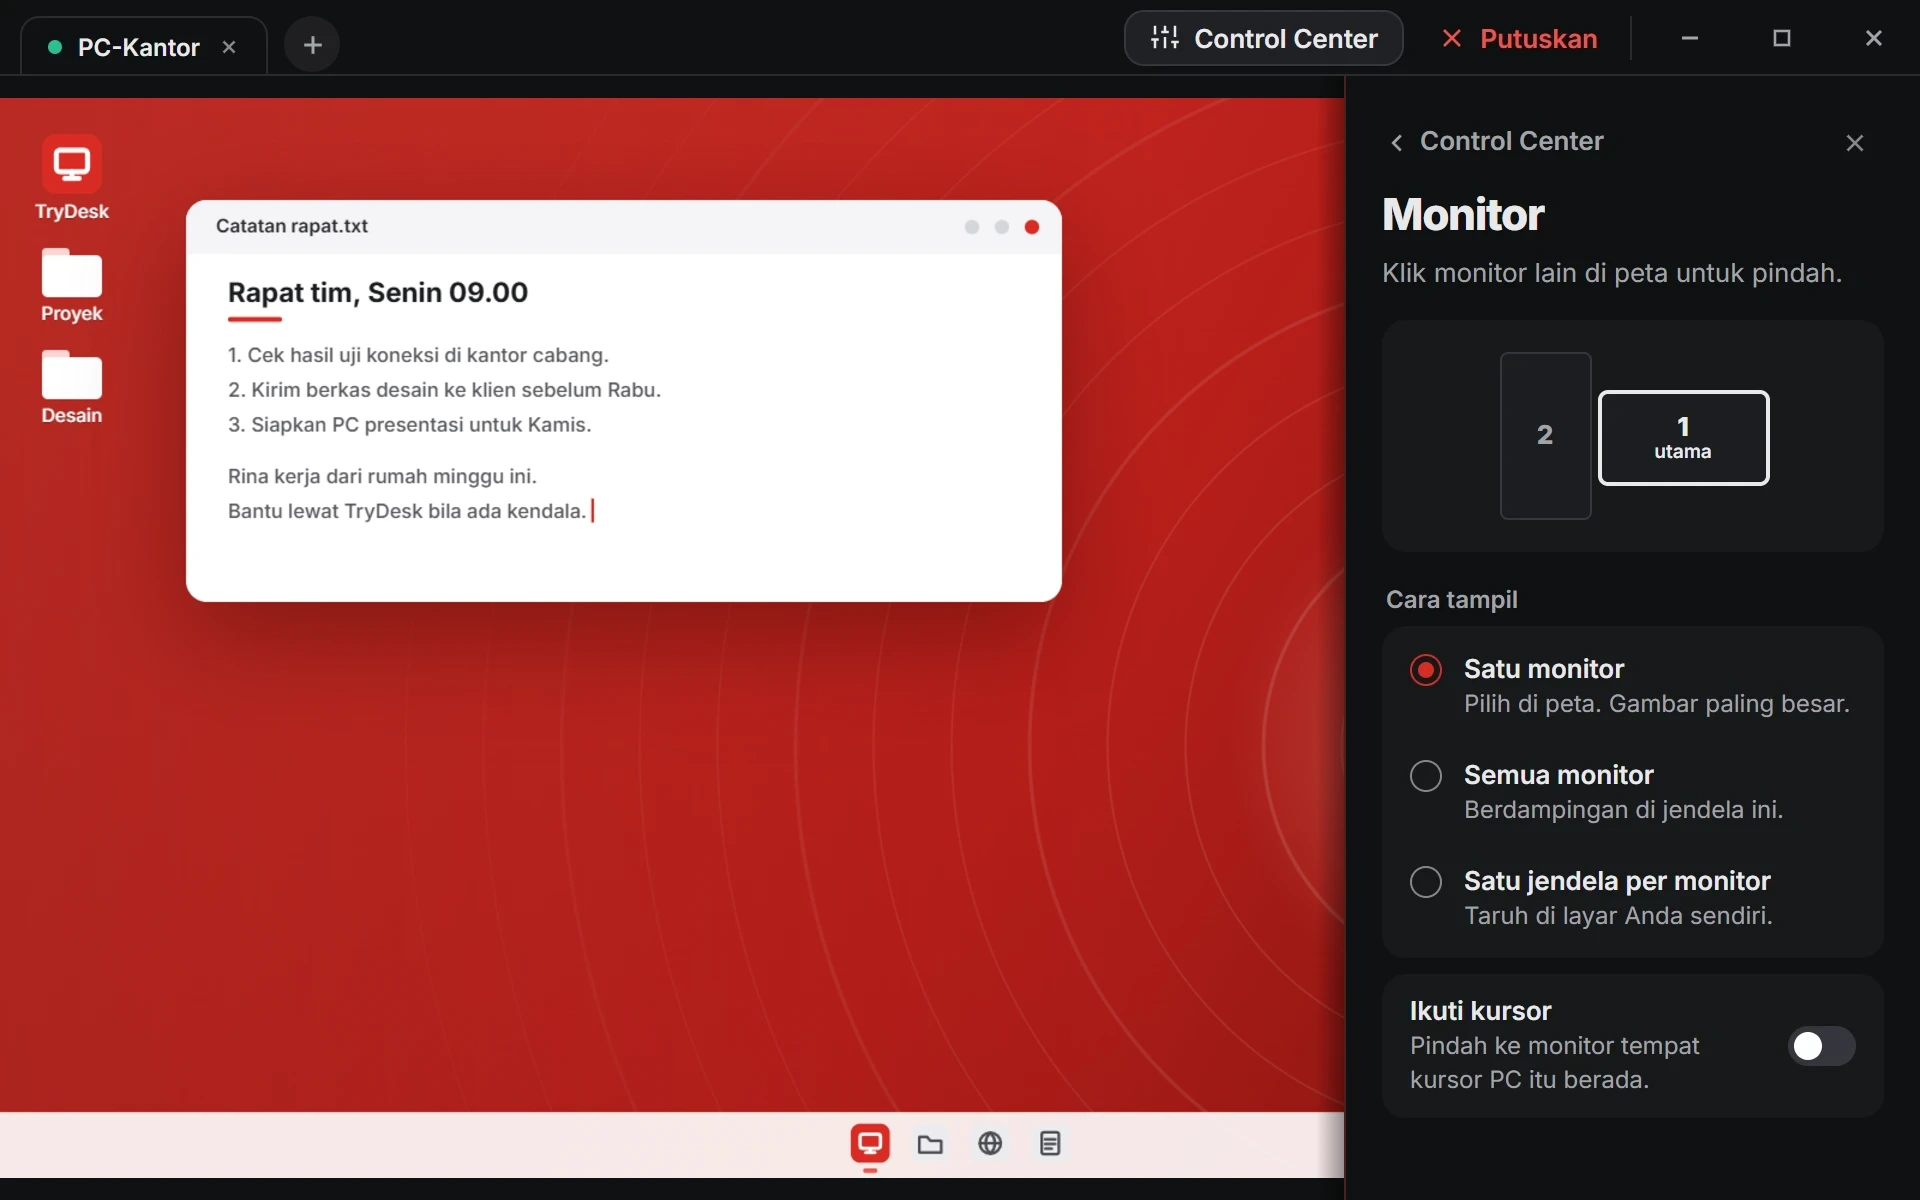 PC-Kantor
Control Center
Putuskan
TryDesk
Proyek
Desain
Catatan rapat.txt
Rapat tim, Senin 09.00
1. Cek hasil uji koneksi di kantor cabang.
2. Kirim berkas desain ke klien sebelum Rabu.
3. Siapkan PC presentasi untuk Kamis.
Rina kerja dari rumah minggu ini.
Bantu lewat TryDesk bila ada kendala.
Control Center
Monitor
Klik monitor lain di peta untuk pindah.
2
1
utama
Cara tampil
Satu monitor
Pilih di peta. Gambar paling besar.
Semua monitor
Berdampingan di jendela ini.
Satu jendela per monitor
Taruh di layar Anda sendiri.
Ikuti kursor
Pindah ke monitor tempat
kursor PC itu berada.